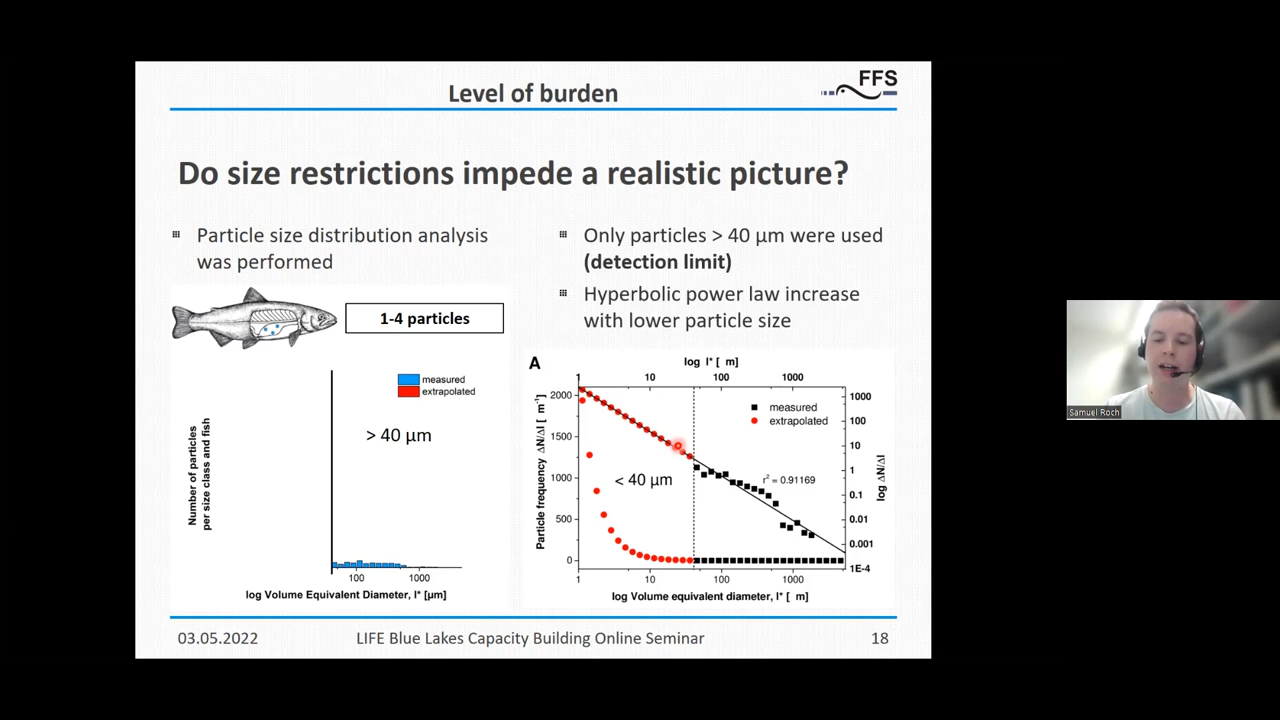 Level of burden
FFS
Do size restrictions impede a realistic picture?
Particle size distribution analysis
was performed
1-4 particles
measured
extrapolated
> 40 µm
Number of particles
per size class and fish
100
1000
log Volume Equivalent Diameter, l* [µm]
Only particles > 40 µm were used
(detection limit)
Hyperbolic power law increase
with lower particle size
A
log l* [ m]
1
10
100
1000
measured
extrapolated
< 40 µm
r² = 0.91169
Particle frequency ΔN/Δl [ m⁻¹]
2000
1500
1000
500
0
log ΔN/Δl
1000
100
10
1
0.1
0.01
0.001
1E-4
1
10
100
1000
log Volume equivalent diameter, l* [ m]
03.05.2022
LIFE Blue Lakes Capacity Building Online Seminar
18
Samuel Roch